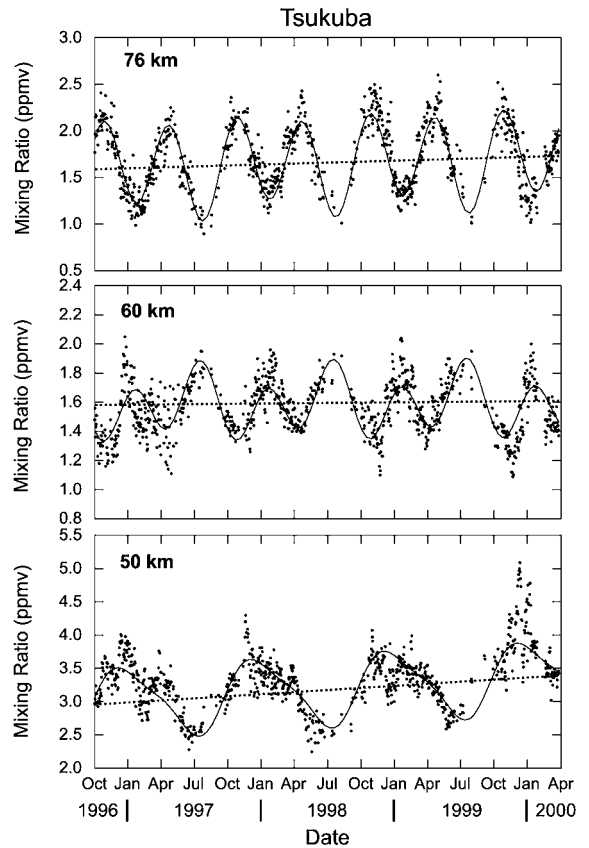 Tsukuba
76 km
Mixing Ratio (ppmv)
3.0
2.5
2.0
1.5
1.0
0.5
60 km
Mixing Ratio (ppmv)
2.4
2.2
2.0
1.8
1.6
1.4
1.2
1.0
0.8
50 km
Mixing Ratio (ppmv)
5.5
5.0
4.5
4.0
3.5
3.0
2.5
2.0
Oct Jan Apr Jul Oct Jan Apr Jul Oct Jan Apr Jul Oct Jan Apr
1996 1997 1998 1999 2000
Date